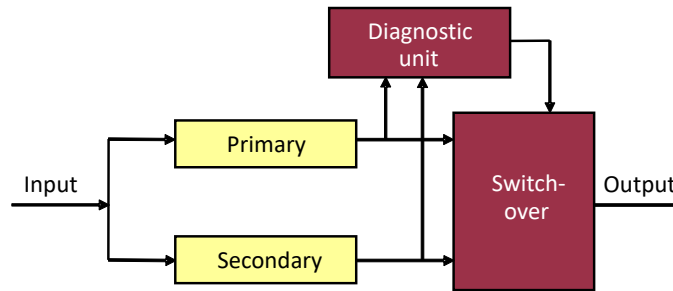 Diagnostic
unit
Primary
Input
Switch-
over
Output
Secondary